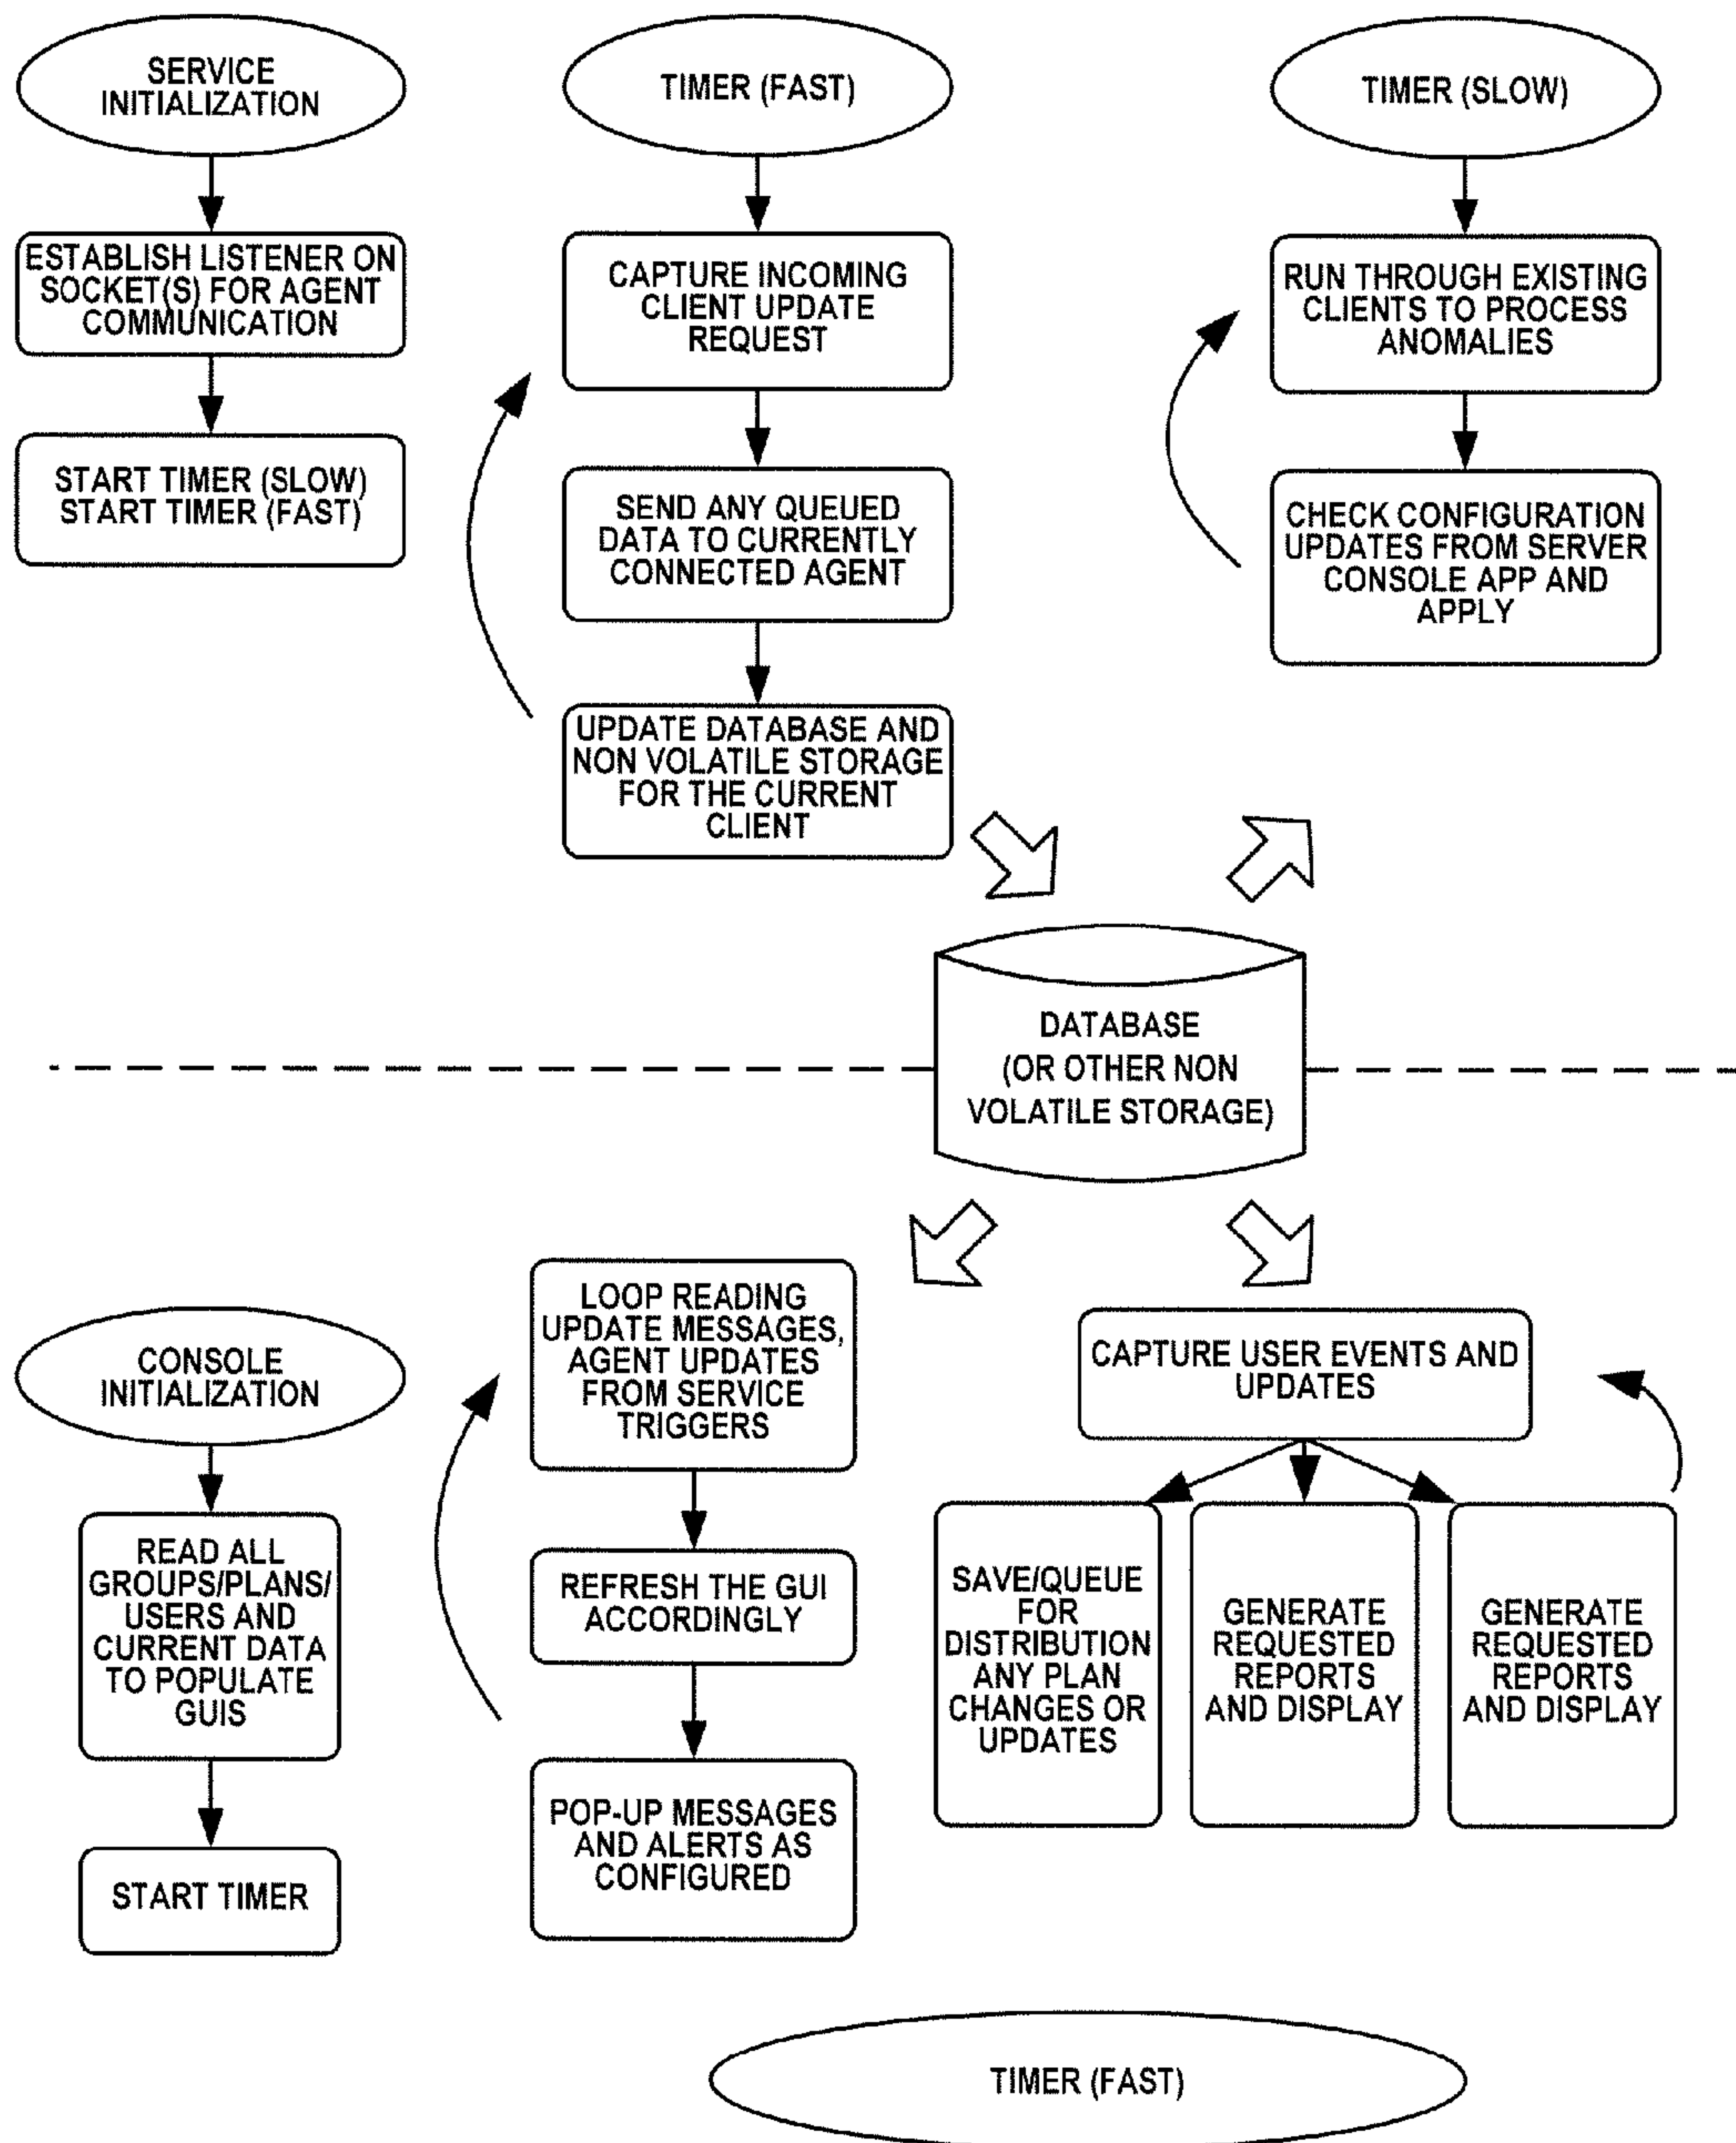 SERVICE
INITIALIZATION
ESTABLISH LISTENER ON
SOCKET(S) FOR AGENT
COMMUNICATION
START TIMER (SLOW)
START TIMER (FAST)
TIMER (FAST)
CAPTURE INCOMING
CLIENT UPDATE
REQUEST
SEND ANY QUEUED
DATA TO CURRENTLY
CONNECTED AGENT
UPDATE DATABASE AND
NON VOLATILE STORAGE
FOR THE CURRENT
CLIENT
TIMER (SLOW)
RUN THROUGH EXISTING
CLIENTS TO PROCESS
ANOMALIES
CHECK CONFIGURATION
UPDATES FROM SERVER
CONSOLE APP AND
APPLY
DATABASE
(OR OTHER NON
VOLATILE STORAGE)
CONSOLE
INITIALIZATION
READ ALL
GROUPS/PLANS/
USERS AND
CURRENT DATA
TO POPULATE
GUIS
START TIMER
LOOP READING
UPDATE MESSAGES,
AGENT UPDATES
FROM SERVICE
TRIGGERS
REFRESH THE GUI
ACCORDINGLY
POP-UP MESSAGES
AND ALERTS AS
CONFIGURED
CAPTURE USER EVENTS AND
UPDATES
SAVE/QUEUE
FOR
DISTRIBUTION
ANY PLAN
CHANGES OR
UPDATES
GENERATE
REQUESTED
REPORTS
AND DISPLAY
GENERATE
REQUESTED
REPORTS
AND DISPLAY
TIMER (FAST)